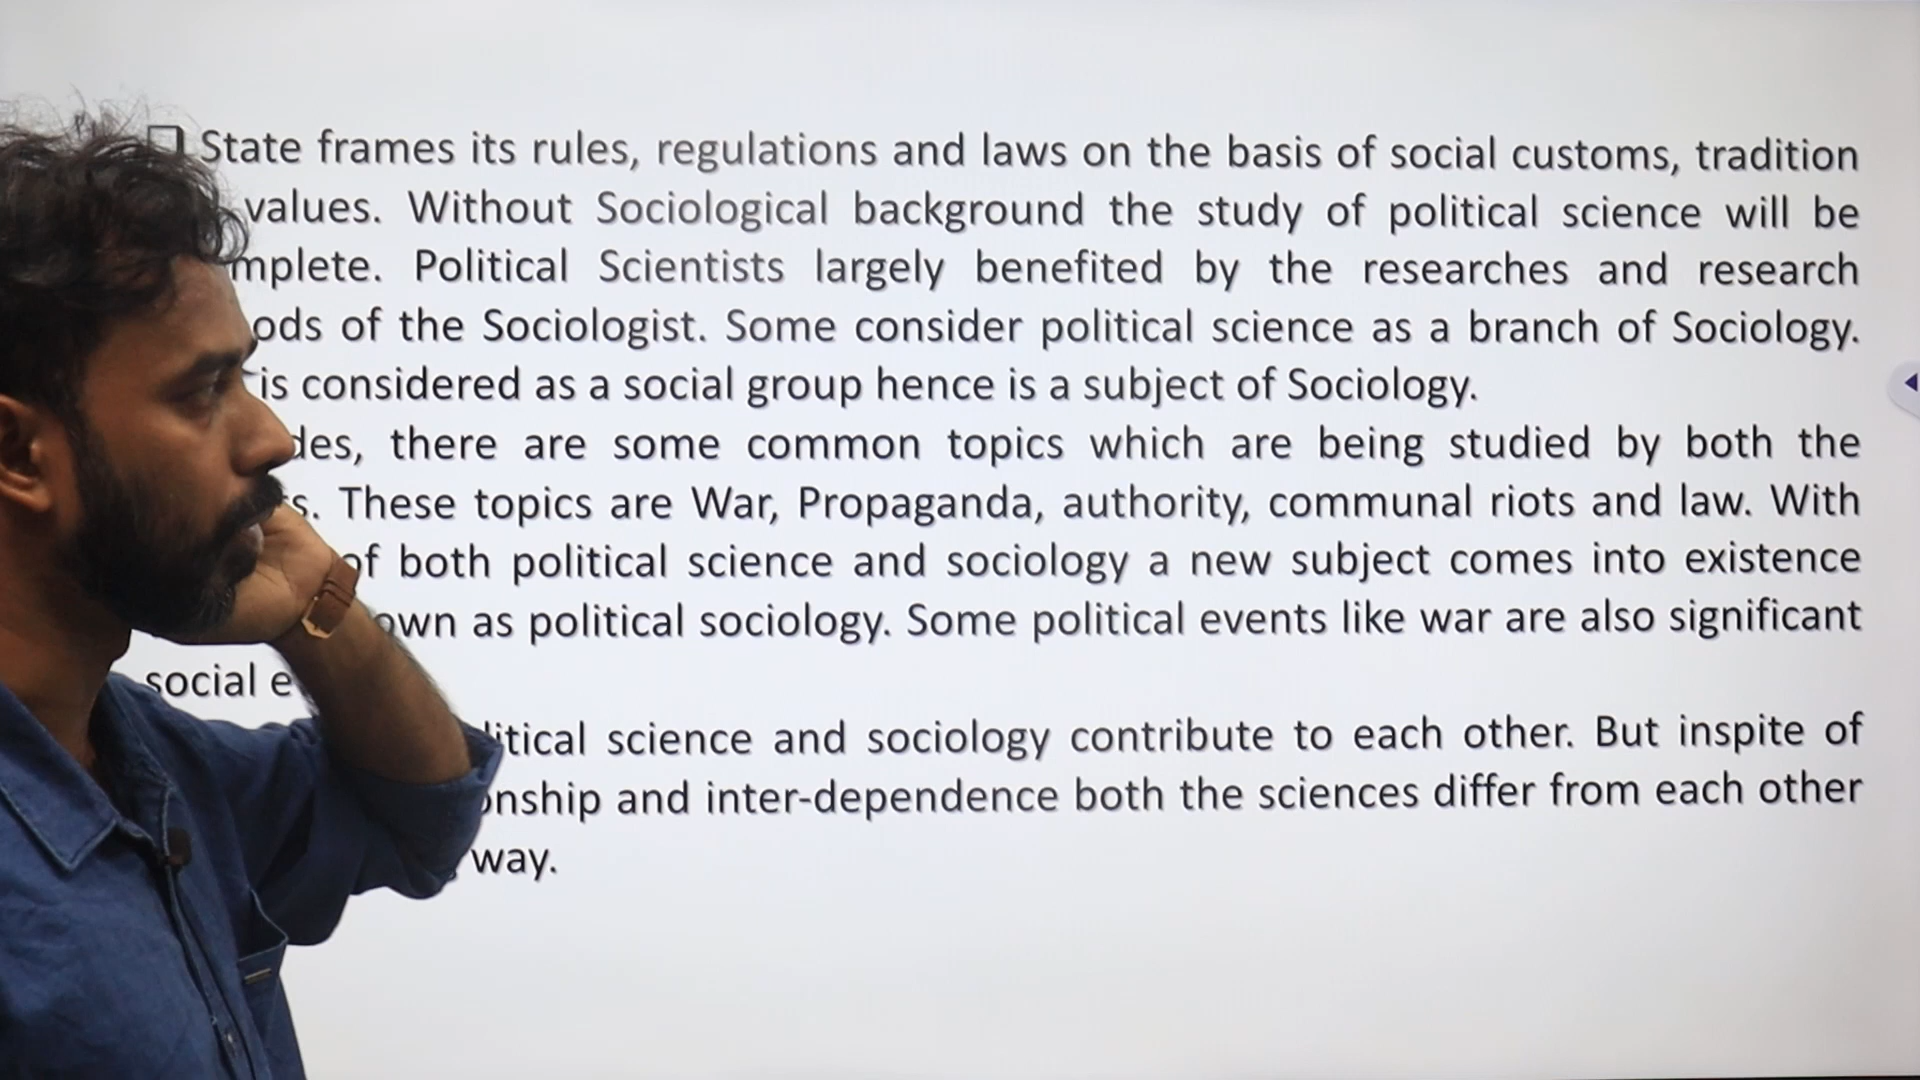 State frames its rules, regulations and laws on the basis of social customs, tradition
values. Without Sociological background the study of political science will be
Political Scientists largely benefited by the researches and research
of the Sociologist. Some consider political science as a branch of Sociology.
is considered as a social group hence is a subject of Sociology.
there are some common topics which are being studied by both the
These topics are War, Propaganda, authority, communal riots and law. With
of both political science and sociology a new subject comes into existence
as political sociology. Some political events like war are also significant
social
science and sociology contribute to each other. But inspite of
and inter-dependence both the sciences differ from each other
way.